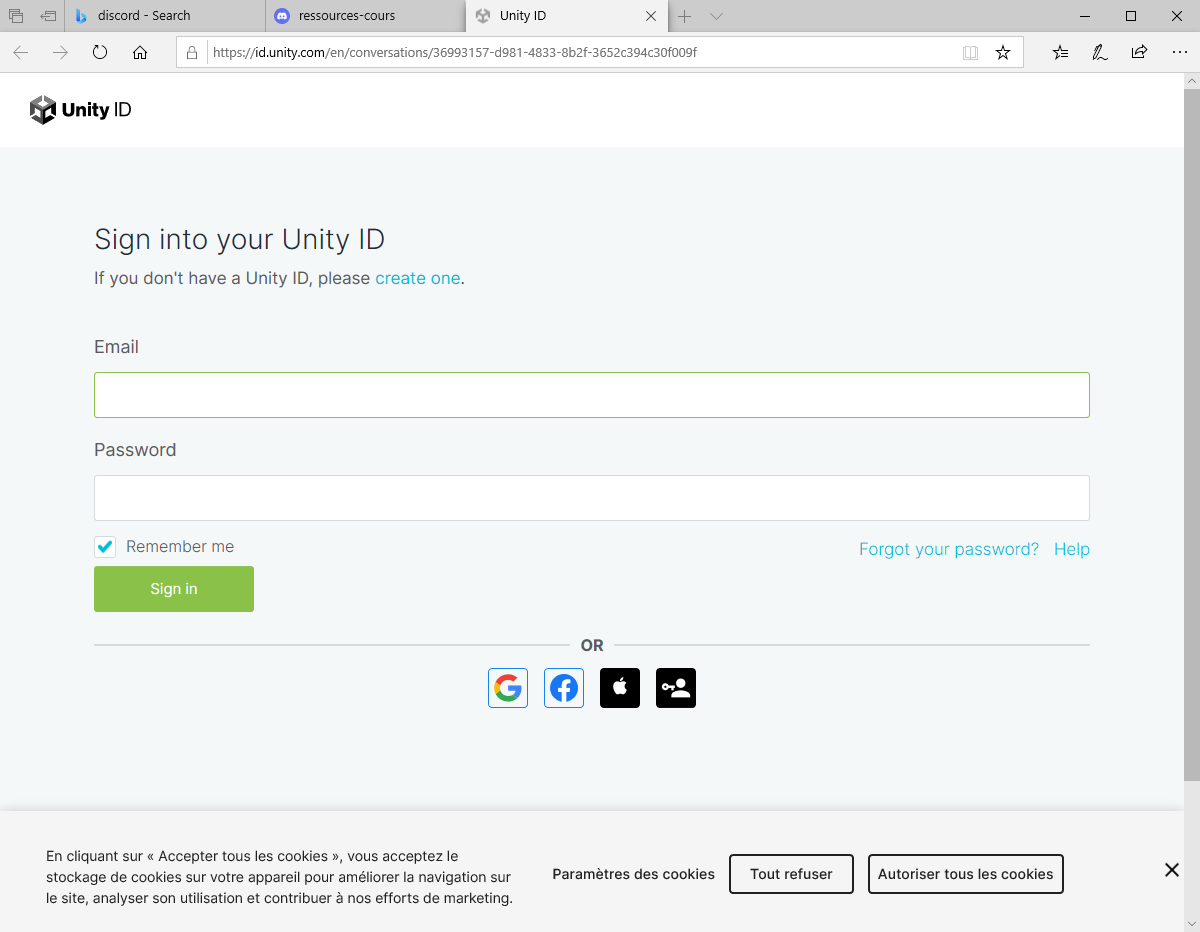 discord - Search
ressources-cours
Unity ID
https://id.unity.com/en/conversations/36993157-d981-4833-8b2f-3652c394c30f009f
Unity ID
Sign into your Unity ID
If you don't have a Unity ID, please create one.
Email
Password
Remember me
Forgot your password? Help
Sign in
OR
En cliquant sur « Accepter tous les cookies », vous acceptez le
stockage de cookies sur votre appareil pour améliorer la navigation sur
le site, analyser son utilisation et contribuer à nos efforts de marketing.
Paramètres des cookies
Tout refuser
Autoriser tous les cookies